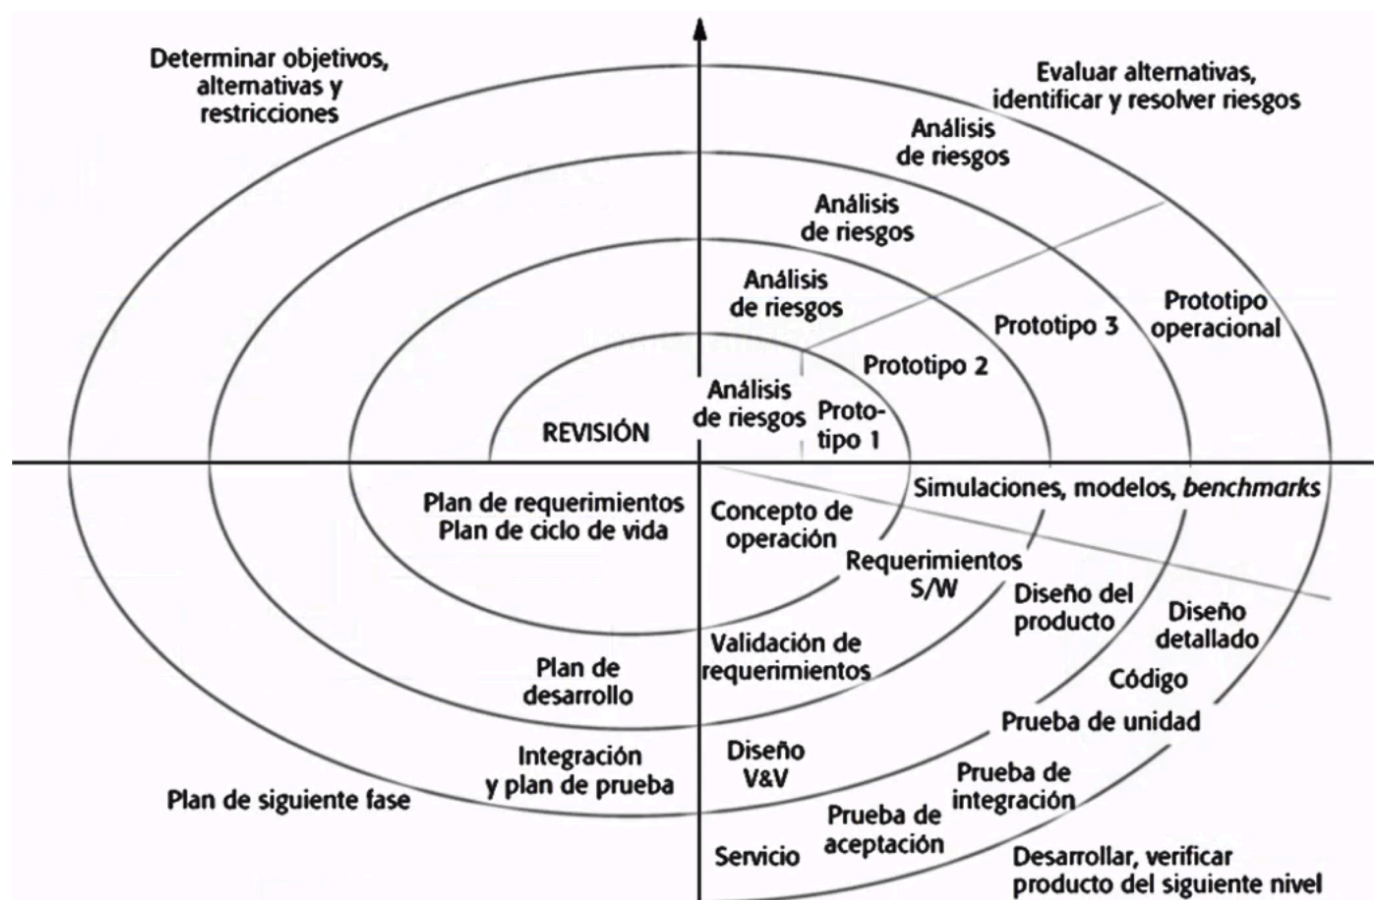 Determinar objetivos,
alternativas y
restricciones
Evaluar alternativas,
identificar y resolver riesgos
Análisis
de riesgos
Análisis
de riesgos
Análisis
de riesgos
Análisis
de riesgos
Proto-
tipo 1
Prototipo 2
Prototipo 3
Prototipo
operacional
REVISIÓN
Plan de requerimientos
Plan de ciclo de vida
Concepto de
operación
Simulaciones, modelos, benchmarks
Requerimientos
S/W
Diseño del
producto
Diseño
detallado
Plan de
desarrollo
Validación de
requerimientos
Código
Prueba de unidad
Integración
y plan de prueba
Diseño
V&V
Prueba de
integración
Plan de siguiente fase
Prueba de
aceptación
Servicio
Desarrollar, verificar
producto del siguiente nivel